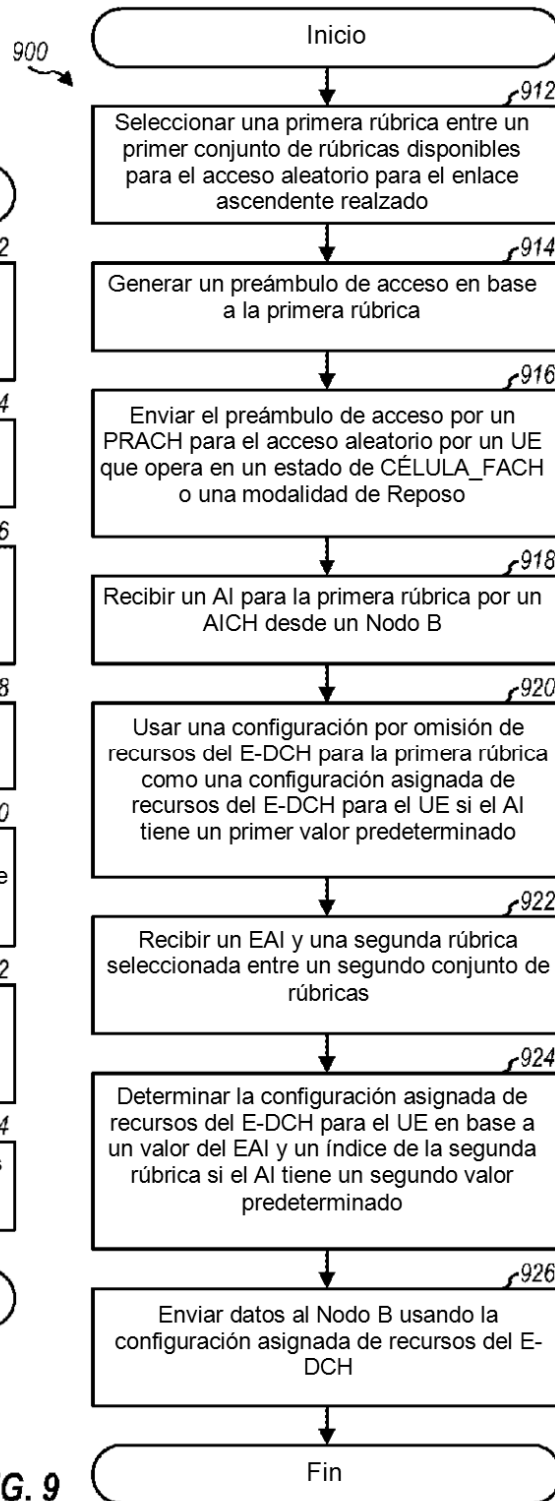 Inicio
900
912
Seleccionar una primera rúbrica entre un
primer conjunto de rúbricas disponibles
para el acceso aleatorio para el enlace
ascendente realzado
914
Generar un preámbulo de acceso en base
a la primera rúbrica
916
Enviar el preámbulo de acceso por un
PRACH para el acceso aleatorio por un UE
que opera en un estado de CÉLULA_FACH
o una modalidad de Reposo
918
Recibir un AI para la primera rúbrica por un
AICH desde un Nodo B
920
Usar una configuración por omisión de
recursos del E-DCH para la primera rúbrica
como una configuración asignada de
recursos del E-DCH para el UE si el AI
tiene un primer valor predeterminado
922
Recibir un EAI y una segunda rúbrica
seleccionada entre un segundo conjunto de
rúbricas
924
Determinar la configuración asignada de
recursos del E-DCH para el UE en base a
un valor del EAI y un índice de la segunda
rúbrica si el AI tiene un segundo valor
predeterminado
926
Enviar datos al Nodo B usando la
configuración asignada de recursos del E-
DCH
Fin
G. 9
2
4
6
8
0
e
2
4
s